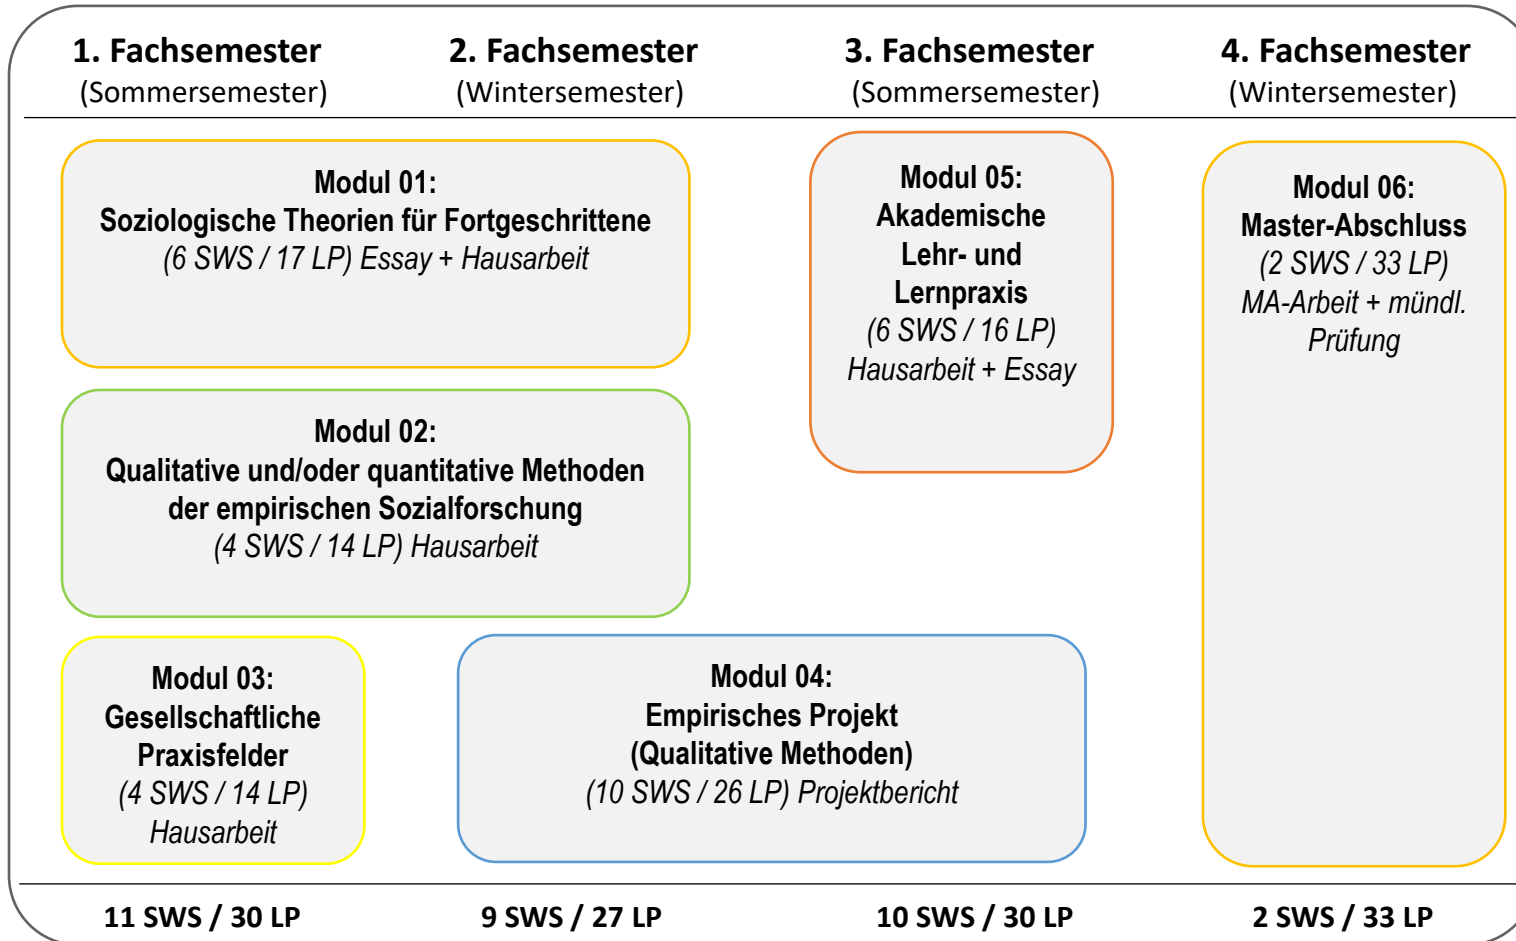 1. Fachsemester
(Sommersemester)
2. Fachsemester
(Wintersemester)
3. Fachsemester
(Sommersemester)
4. Fachsemester
(Wintersemester)
Modul 01:
Soziologische Theorien für Fortgeschrittene
(6 SWS / 17 LP) Essay + Hausarbeit
Modul 02:
Qualitative und/oder quantitative Methoden
der empirischen Sozialforschung
(4 SWS / 14 LP) Hausarbeit
Modul 03:
Gesellschaftliche
Praxisfelder
(4 SWS / 14 LP)
Hausarbeit
Modul 04:
Empirisches Projekt
(Qualitative Methoden)
(10 SWS / 26 LP) Projektbericht
Modul 05:
Akademische
Lehr- und
Lernpraxis
(6 SWS / 16 LP)
Hausarbeit + Essay
Modul 06:
Master-Abschluss
(2 SWS / 33 LP)
MA-Arbeit + mündl.
Prüfung
11 SWS / 30 LP
9 SWS / 27 LP
10 SWS / 30 LP
2 SWS / 33 LP